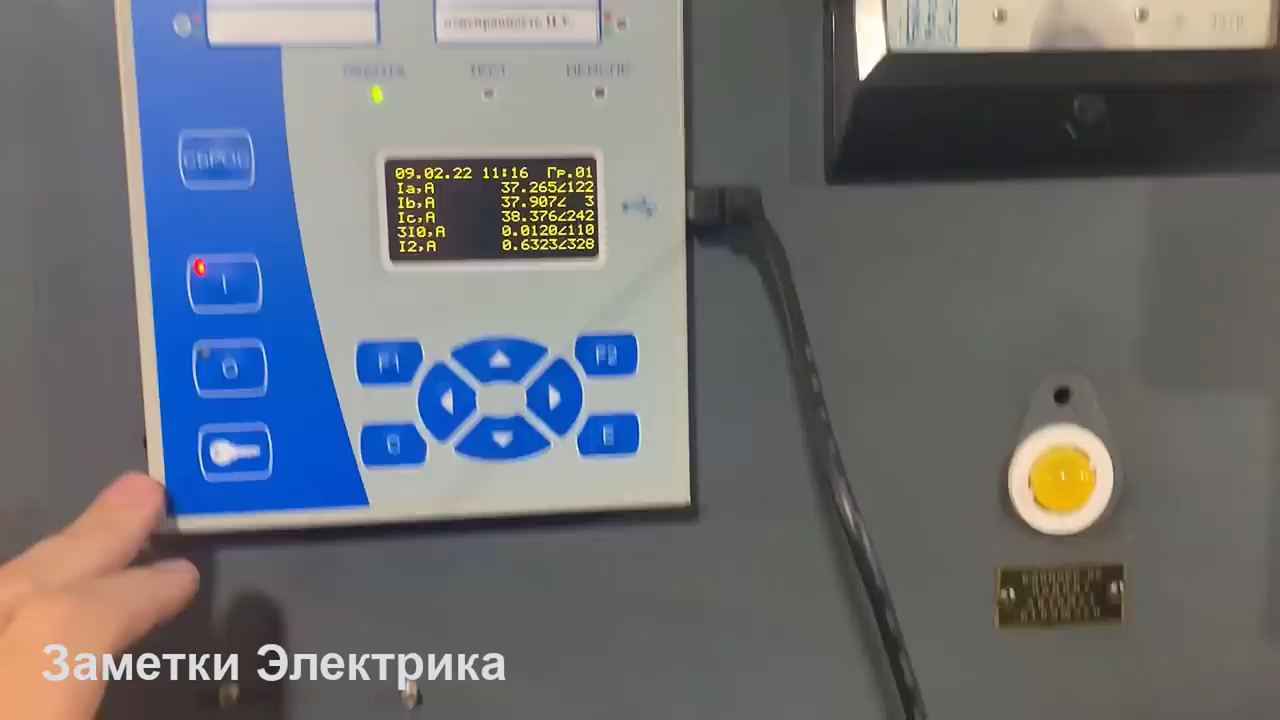 неисправность Ц.У.
РАБОТА ТЕСТ НЕИСПР.
СБРОС
09.02.22 11:16 Гр.01
Ia,A 37.265∠122
Ib,A 37.907∠ 3
Ic,A 38.376∠242
3I0,A 0.0120∠110
I2,A 0.6323∠328
I
O
F1
F2
C
E
Заметки Электрика